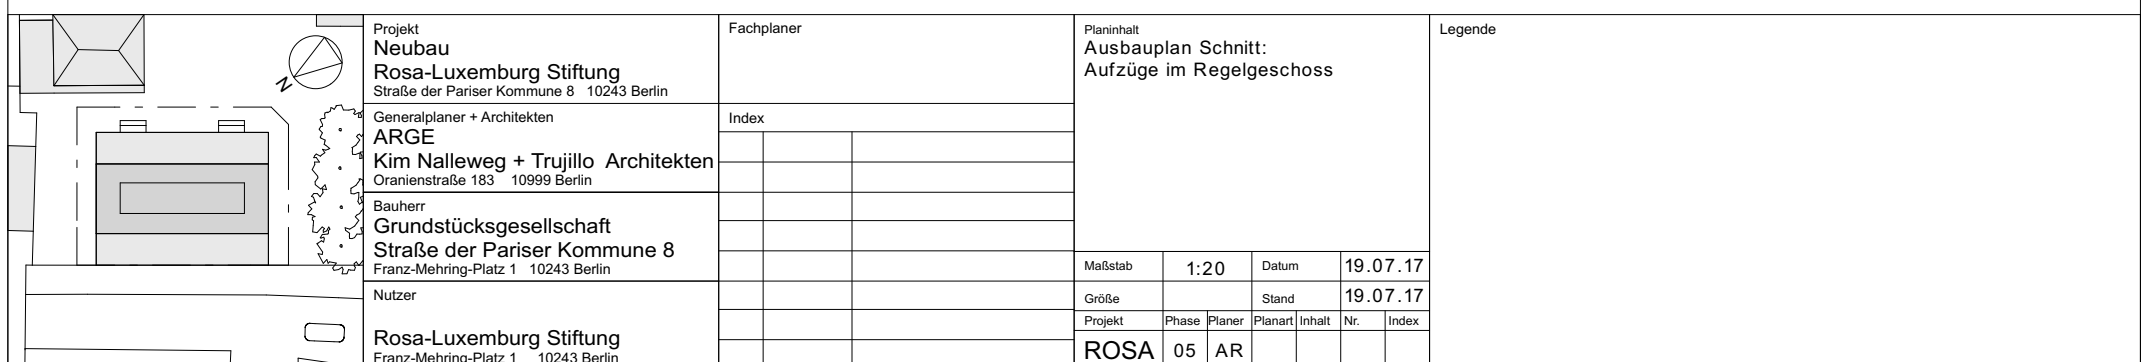 N
Projekt
Neubau
Rosa-Luxemburg Stiftung
Straße der Pariser Kommune 8 10243 Berlin
Generalplaner + Architekten
ARGE
Kim Nalleweg + Trujillo Architekten
Oranienstraße 183 10999 Berlin
Bauherr
Grundstücksgesellschaft
Straße der Pariser Kommune 8
Franz-Mehring-Platz 1 10243 Berlin
Nutzer
Rosa-Luxemburg Stiftung
Franz-Mehring-Platz 1 10243 Berlin
Fachplaner
Index
Planinhalt
Ausbauplan Schnitt:
Aufzüge im Regelgeschoss
Maßstab 1:20 Datum 19.07.17
Größe Stand 19.07.17
Projekt Phase Planer Planart Inhalt Nr. Index
ROSA 05 AR
Legende